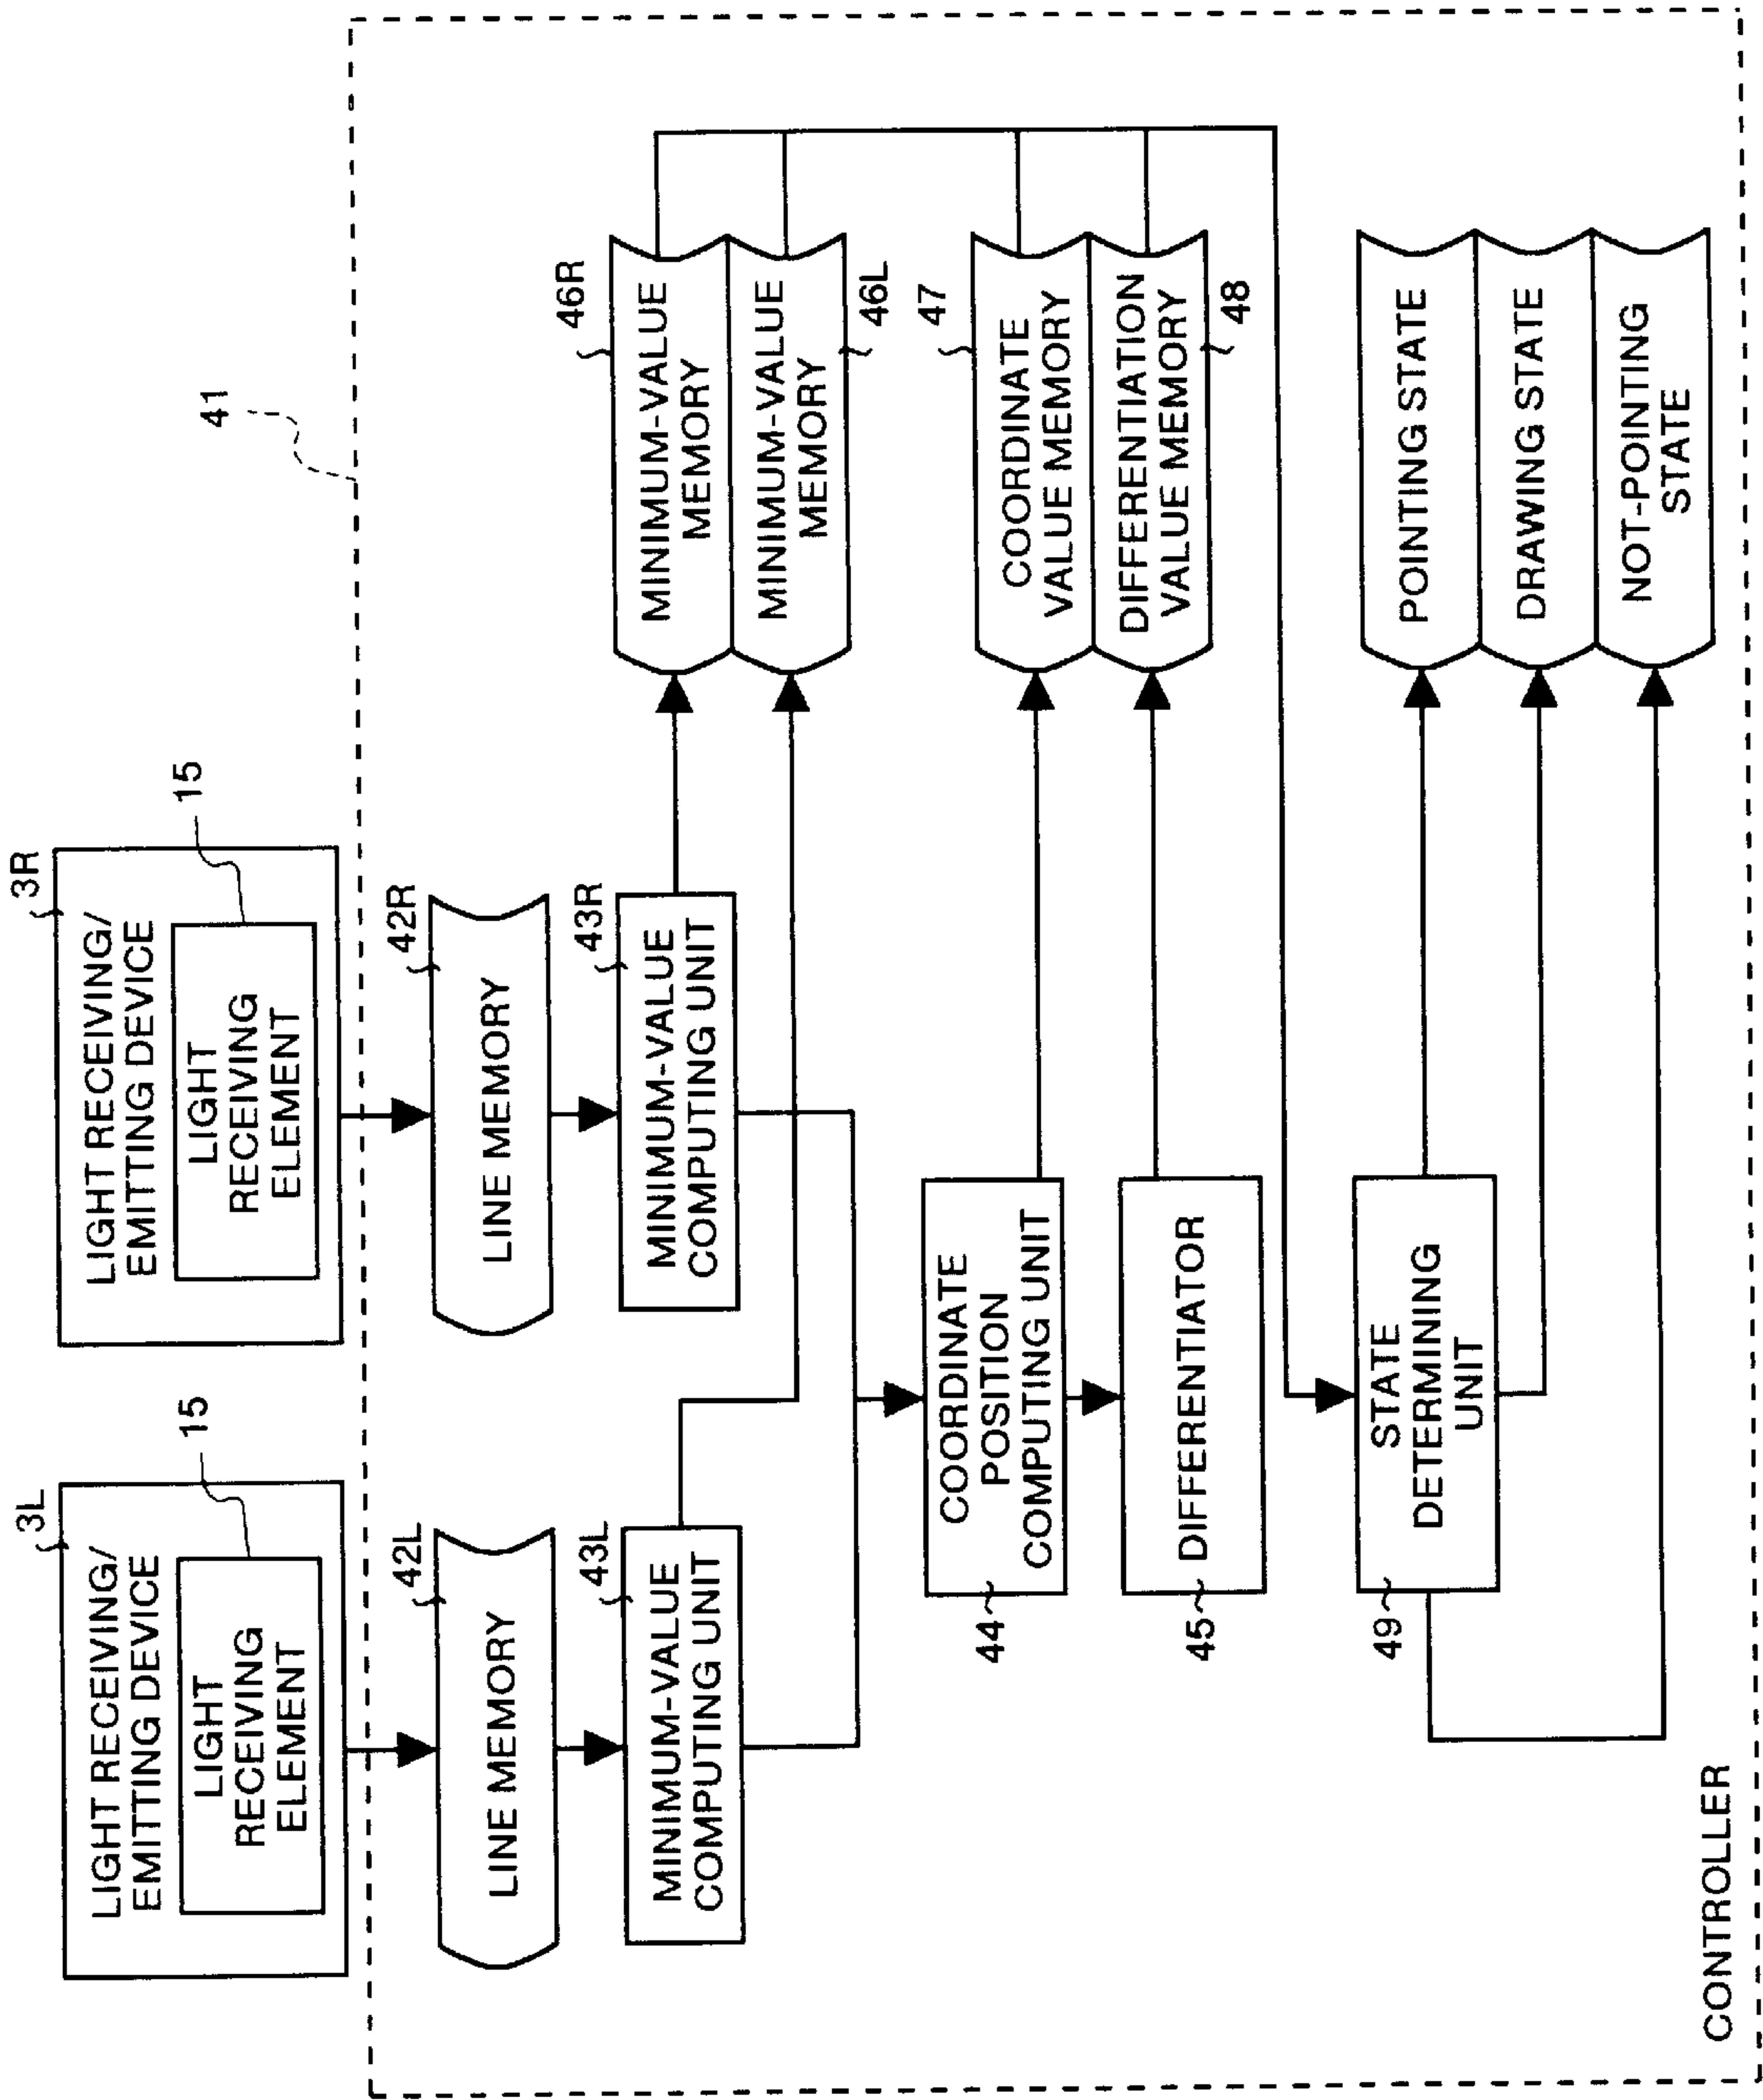 3L
LIGHT RECEIVING/
EMITTING DEVICE
15
LIGHT
RECEIVING
ELEMENT
3R
LIGHT RECEIVING/
EMITTING DEVICE
15
LIGHT
RECEIVING
ELEMENT
41
42L
LINE MEMORY
42R
LINE MEMORY
43L
MINIMUM-VALUE
COMPUTING UNIT
43R
MINIMUM-VALUE
COMPUTING UNIT
46R
MINIMUM-VALUE
MEMORY
MINIMUM-VALUE
MEMORY
46L
44
COORDINATE
POSITION
COMPUTING UNIT
47
COORDINATE
VALUE MEMORY
45
DIFFERENTIATOR
DIFFERENTIATION
VALUE MEMORY
48
49
STATE
DETERMINING
UNIT
POINTING STATE
DRAWING STATE
NOT-POINTING
STATE
CONTROLLER